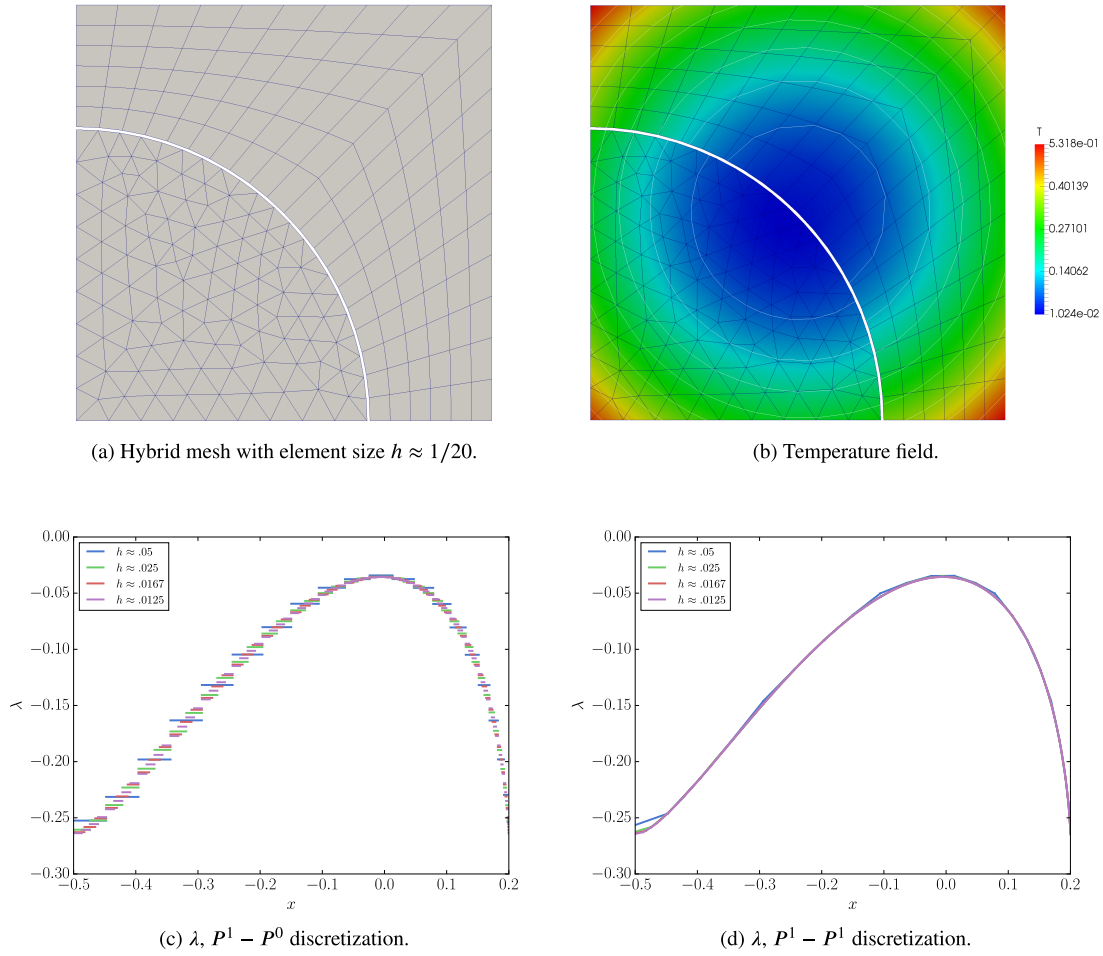 T
5.318e-01
0.40139
0.27101
0.14062
1.024e-02
(a) Hybrid mesh with element size h ≈ 1/20.
(b) Temperature field.
0.00
−0.05
−0.10
−0.15
−0.20
−0.25
−0.30
λ
h ≈ .05
h ≈ .025
h ≈ .0167
h ≈ .0125
−0.5 −0.4 −0.3 −0.2 −0.1 0.0 0.1 0.2
x
(c) λ, P¹ − P⁰ discretization.
0.00
−0.05
−0.10
−0.15
−0.20
−0.25
−0.30
λ
h ≈ .05
h ≈ .025
h ≈ .0167
h ≈ .0125
−0.5 −0.4 −0.3 −0.2 −0.1 0.0 0.1 0.2
x
(d) λ, P¹ − P¹ discretization.